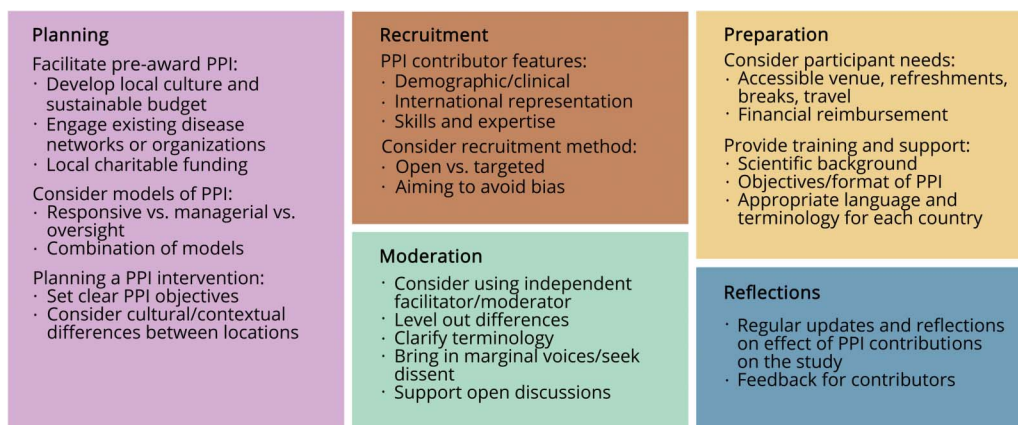 Planning
Facilitate pre-award PPI:
· Develop local culture and
sustainable budget
· Engage existing disease
networks or organizations
· Local charitable funding
Consider models of PPI:
· Responsive vs. managerial vs.
oversight
· Combination of models
Planning a PPI intervention:
· Set clear PPI objectives
· Consider cultural/contextual
differences between locations
Recruitment
PPI contributor features:
· Demographic/clinical
· International representation
· Skills and expertise
Consider recruitment method:
· Open vs. targeted
· Aiming to avoid bias
Moderation
· Consider using independent
facilitator/moderator
· Level out differences
· Clarify terminology
· Bring in marginal voices/seek
dissent
· Support open discussions
Preparation
Consider participant needs:
· Accessible venue, refreshments,
breaks, travel
· Financial reimbursement
Provide training and support:
· Scientific background
· Objectives/format of PPI
· Appropriate language and
terminology for each country
Reflections
· Regular updates and reflections
on effect of PPI contributions
on the study
· Feedback for contributors